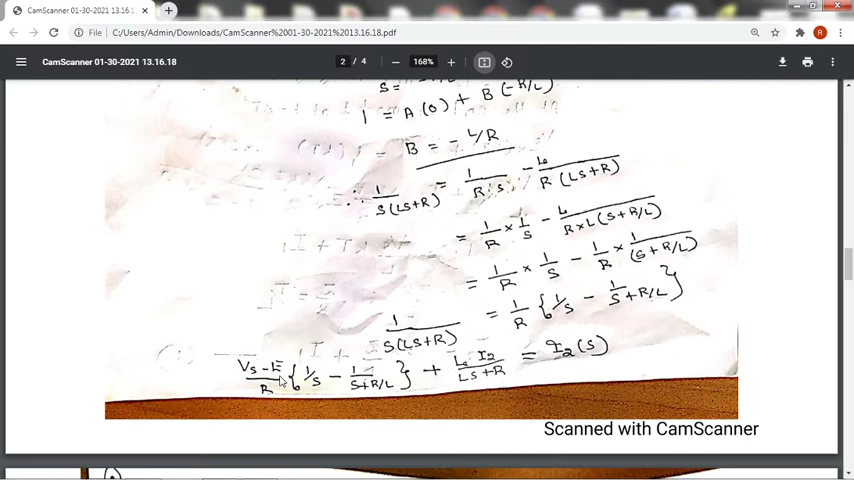 CamScanner 01-30-2021 13.16.18
File | C:/Users/Admin/Downloads/CamScanner%2001-30-2021%2013.16.18.pdf
CamScanner 01-30-2021 13.16.18
2 / 4
168%
1 = A(0) + B(-R/L)
B = - L/R
∴ 1/S(LS+R) = 1/R·S - L/R(LS+R)
= 1/R × 1/S - L/R×L(S+R/L)
= 1/R × 1/S - 1/R × 1/(S+R/L)
1/S(LS+R) = 1/R {1/S - 1/S+R/L}
Vs-E/R {1/S - 1/S+R/L} + L I2/LS+R = I2(S)
Scanned with CamScanner